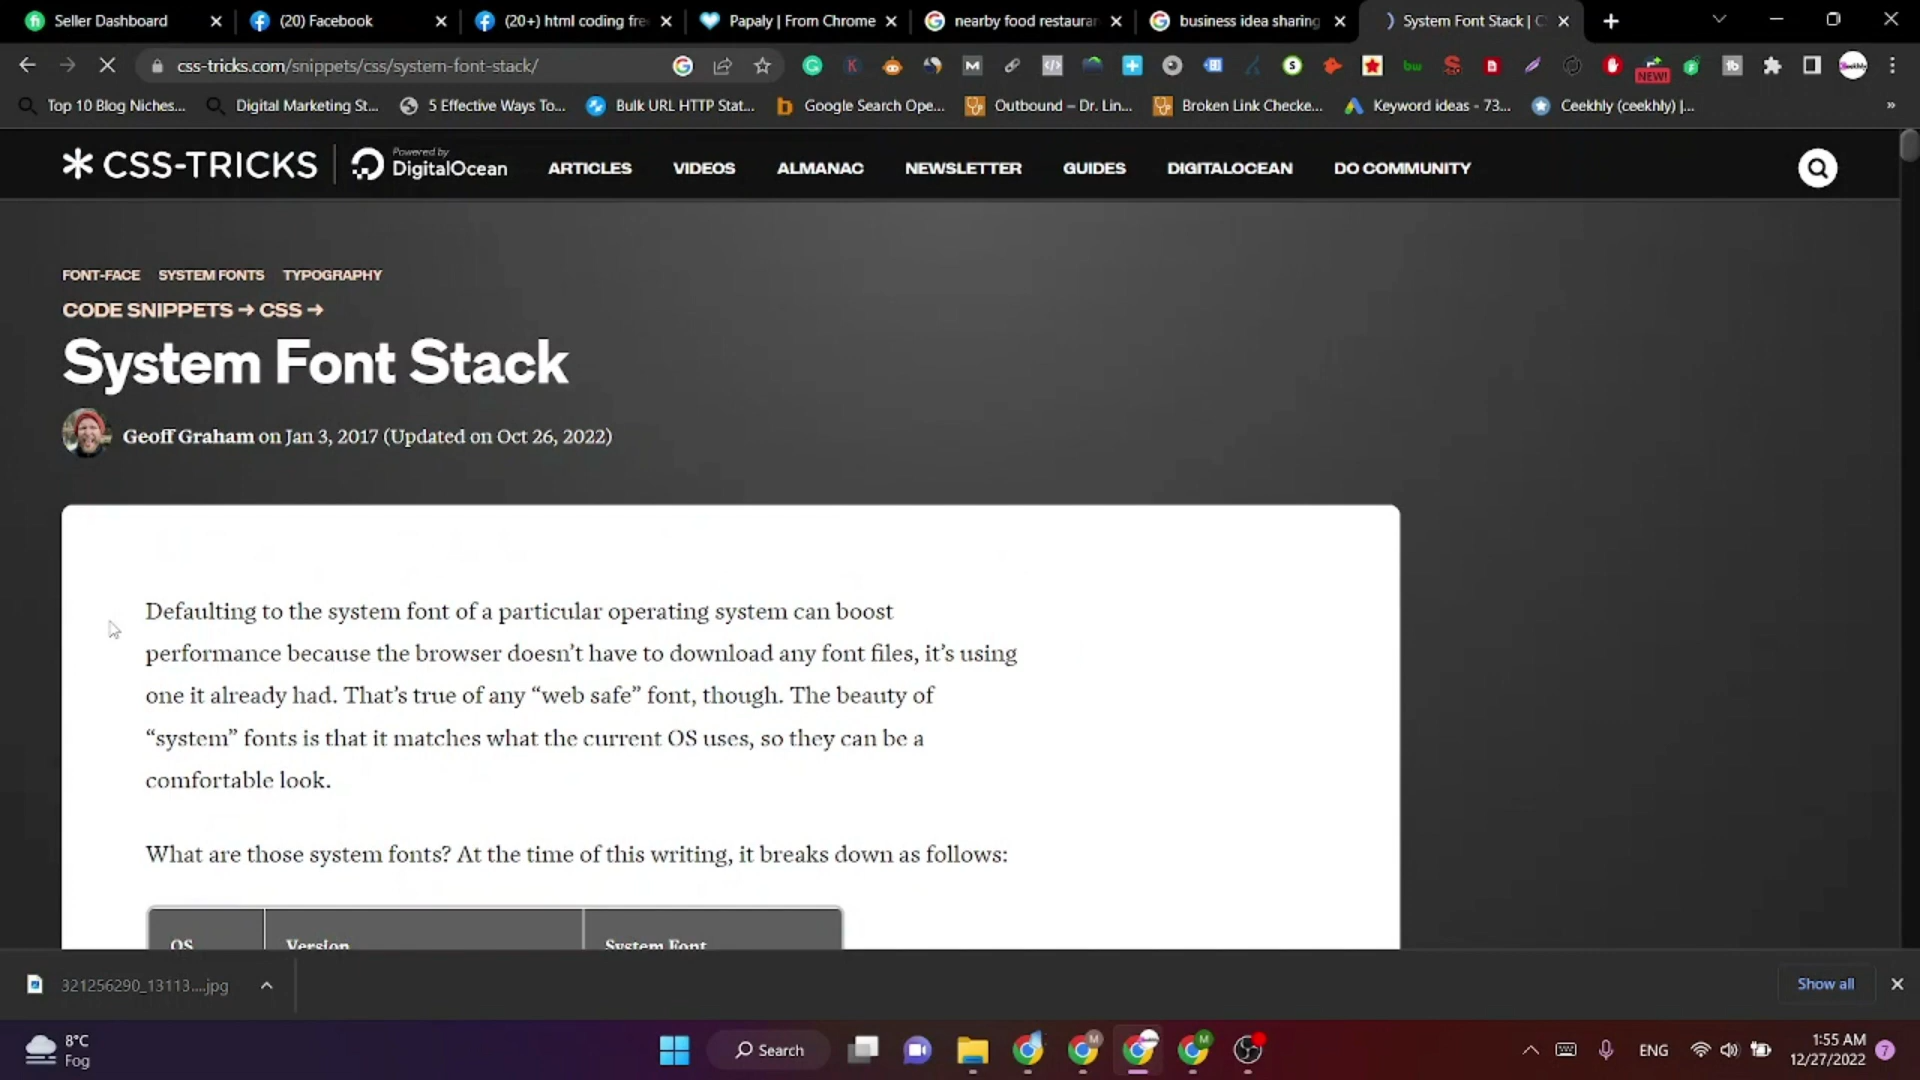 Seller Dashboard
(20) Facebook
(20+) html coding fre
Papaly | From Chrome
nearby food restaura
business idea sharing
System Font Stack | C
css-tricks.com/snippets/css/system-font-stack/
NEW!
Top 10 Blog Niches...
Digital Marketing St...
5 Effective Ways To...
Bulk URL HTTP Stat...
Google Search Ope...
Outbound – Dr. Lin...
Broken Link Checke...
Keyword ideas - 73...
Ceekhly (ceekhly) |...
»
CSS-TRICKS
Powered by
DigitalOcean
ARTICLES
VIDEOS
ALMANAC
NEWSLETTER
GUIDES
DIGITALOCEAN
DO COMMUNITY
FONT-FACE SYSTEM FONTS TYPOGRAPHY
CODE SNIPPETS → CSS →
System Font Stack
Geoff Graham on Jan 3, 2017 (Updated on Oct 26, 2022)
Defaulting to the system font of a particular operating system can boost
performance because the browser doesn’t have to download any font files, it’s using
one it already had. That’s true of any “web safe” font, though. The beauty of
“system” fonts is that it matches what the current OS uses, so they can be a
comfortable look.
What are those system fonts? At the time of this writing, it breaks down as follows:
OS Version System Font
321256290_13113....jpg
Show all
8°C
Fog
Search
ENG
1:55 AM
12/27/2022
7